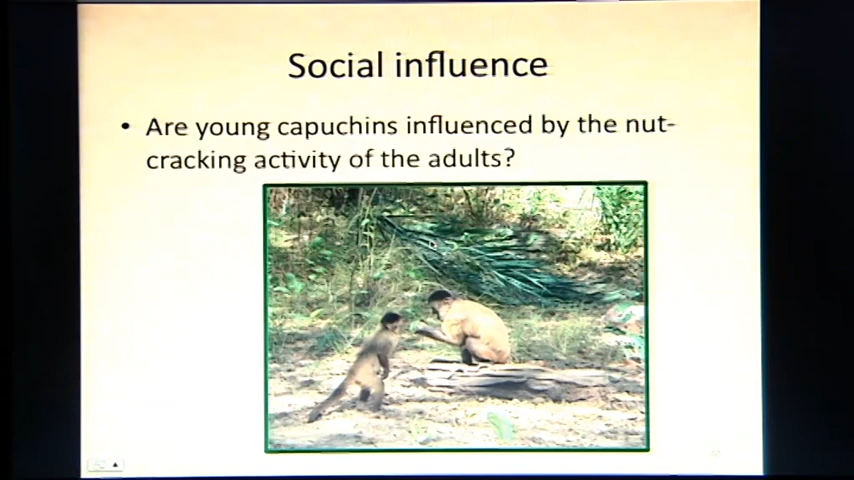 Social influence
• Are young capuchins influenced by the nut-
cracking activity of the adults?